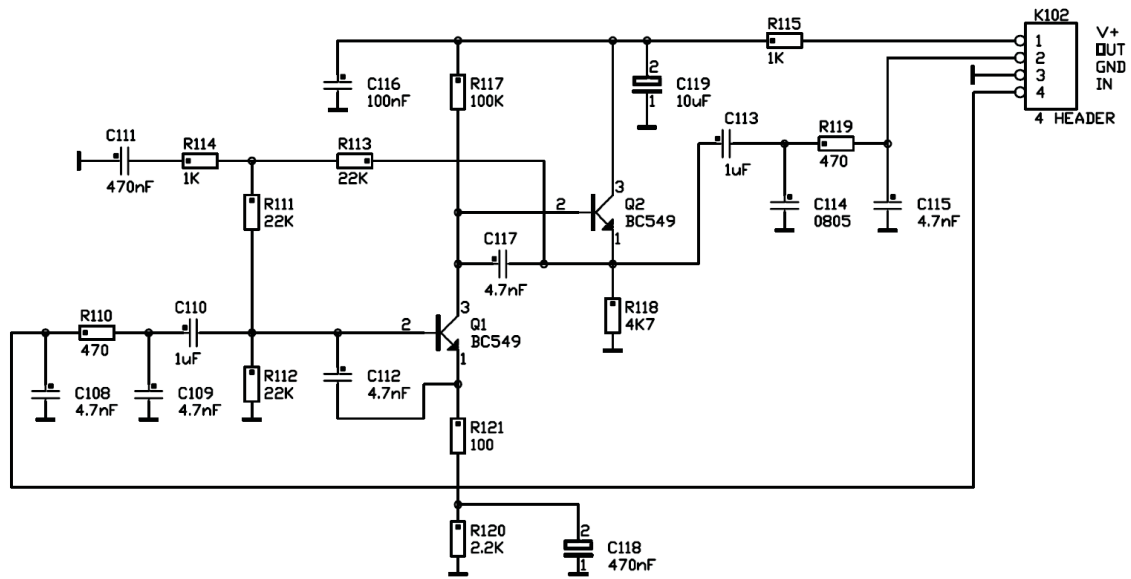 K102
V+
OUT
GND
IN
1
2
3
4
4 HEADER
R115
1K
C116
100nF
R117
100K
2
1
C119
10uF
C113
1uF
R119
470
C111
470nF
R114
1K
R113
22K
R111
22K
2
3
1
Q2
BC549
C114
0805
C115
4.7nF
C117
4.7nF
R118
4K7
R110
470
C110
1uF
2
3
1
Q1
BC549
C108
4.7nF
C109
4.7nF
R112
22K
C112
4.7nF
R121
100
R120
2.2K
2
1
C118
470nF